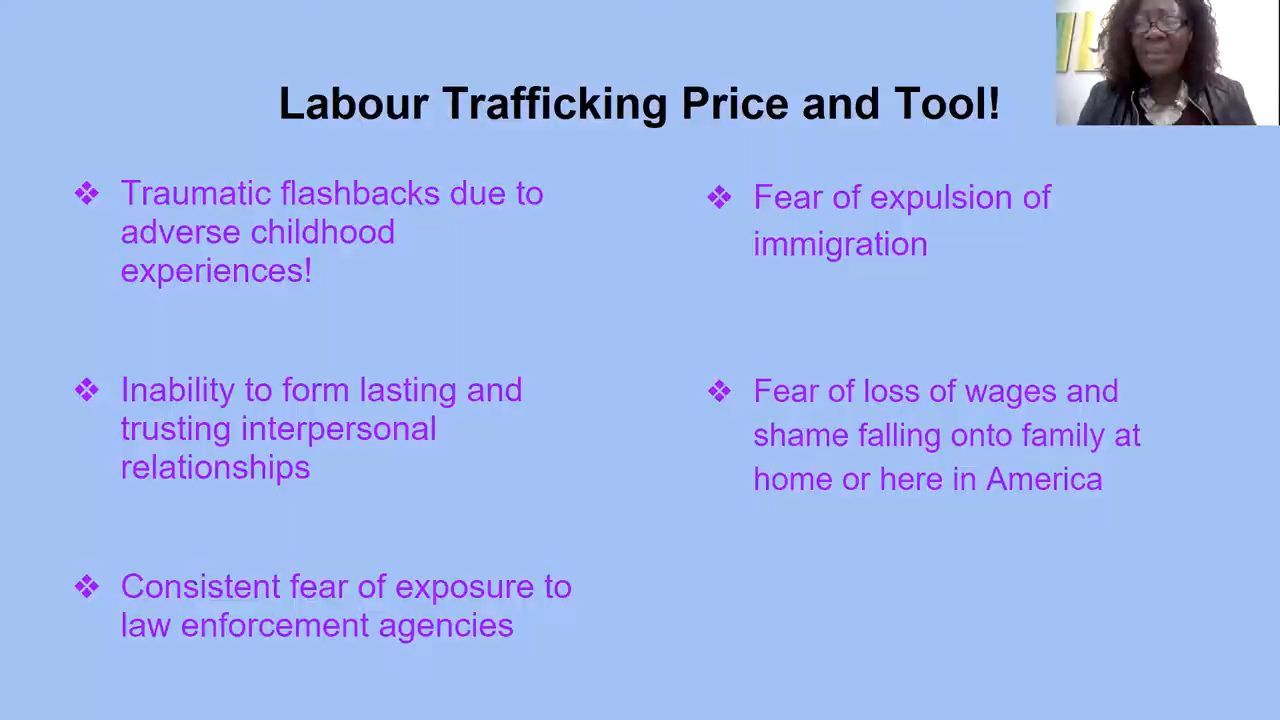 Labour Trafficking Price and Tool!
❖ Traumatic flashbacks due to
adverse childhood
experiences!
❖ Inability to form lasting and
trusting interpersonal
relationships
❖ Consistent fear of exposure to
law enforcement agencies
❖ Fear of expulsion of
immigration
❖ Fear of loss of wages and
shame falling onto family at
home or here in America